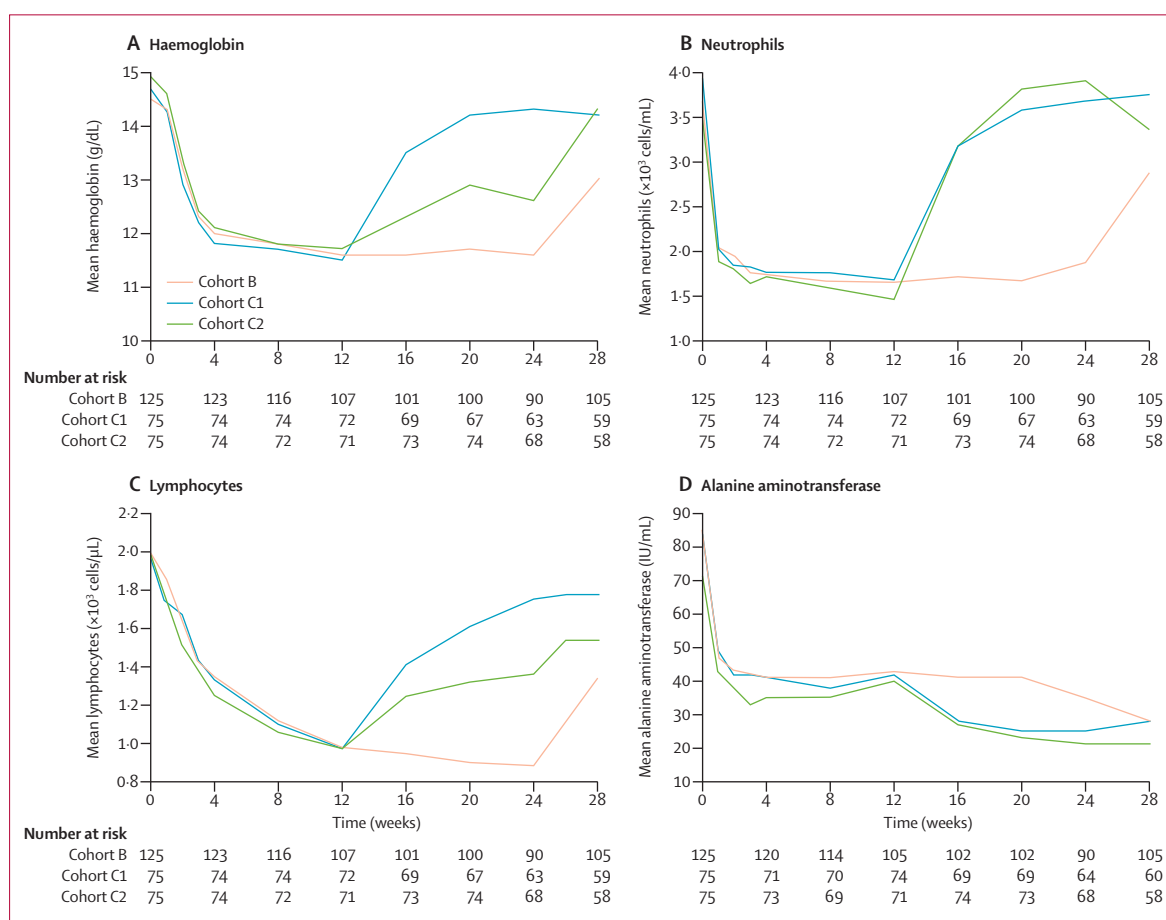 A Haemoglobin
Mean haemoglobin (g/dL)
15
14
13
12
11
10
Cohort B
Cohort C1
Cohort C2
0 4 8 12 16 20 24 28
Number at risk
Cohort B 125 123 116 107 101 100 90 105
Cohort C1 75 74 74 72 69 67 63 59
Cohort C2 75 74 72 71 73 74 68 58
B Neutrophils
Mean neutrophils (×10³ cells/mL)
4·0
3·5
3·0
2·5
2·0
1·5
1·0
0 4 8 12 16 20 24 28
125 123 116 107 101 100 90 105
75 74 74 72 69 67 63 59
75 74 72 71 73 74 68 58
C Lymphocytes
Mean lymphocytes (×10³ cells/μL)
2·2
2·0
1·8
1·6
1·4
1·2
1·0
0·8
0 4 8 12 16 20 24 28
Time (weeks)
Number at risk
Cohort B 125 123 116 107 101 100 90 105
Cohort C1 75 74 74 72 69 67 63 59
Cohort C2 75 74 72 71 73 74 68 58
D Alanine aminotransferase
Mean alanine aminotransferase (IU/mL)
90
80
70
60
50
40
30
20
10
0 4 8 12 16 20 24 28
Time (weeks)
125 120 114 105 102 102 90 105
75 71 70 74 69 69 64 60
75 73 69 71 74 73 68 58